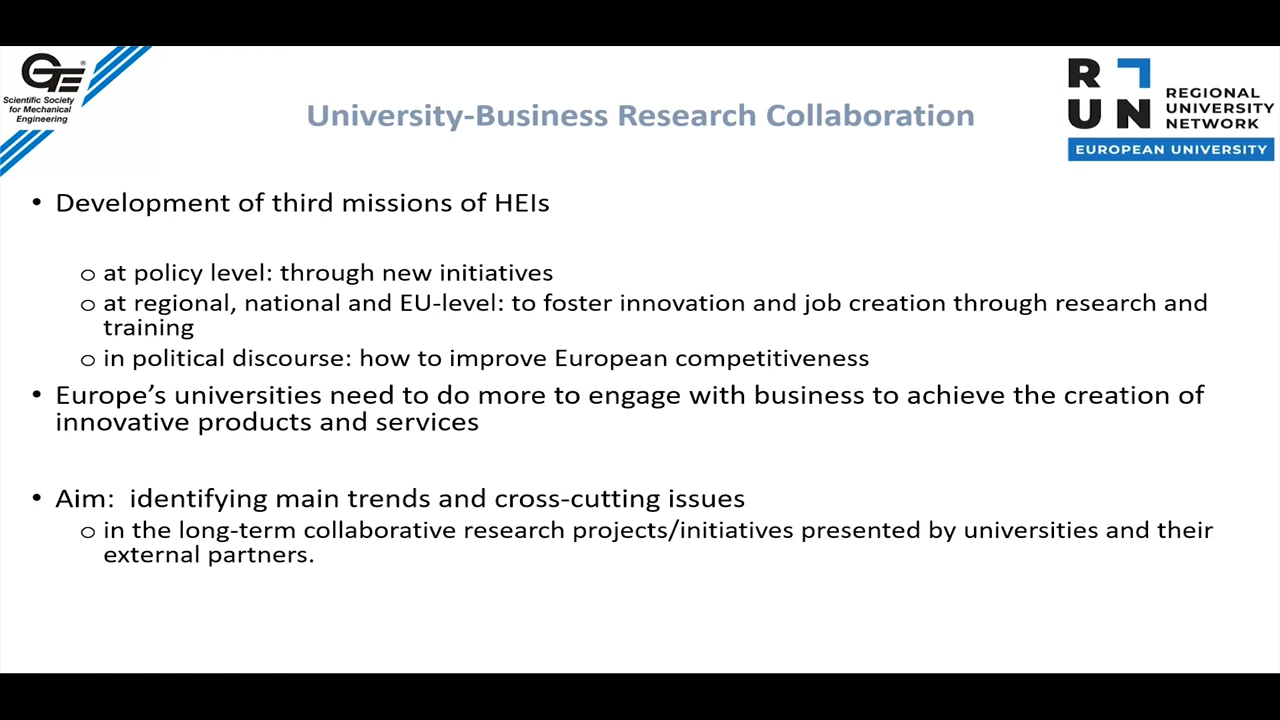 GTE®
Scientific Society
for Mechanical
Engineering
University-Business Research Collaboration
R
UN
REGIONAL
UNIVERSITY
NETWORK
EUROPEAN UNIVERSITY
• Development of third missions of HEIs
o at policy level: through new initiatives
o at regional, national and EU-level: to foster innovation and job creation through research and
training
o in political discourse: how to improve European competitiveness
• Europe’s universities need to do more to engage with business to achieve the creation of
innovative products and services
• Aim: identifying main trends and cross-cutting issues
o in the long-term collaborative research projects/initiatives presented by universities and their
external partners.